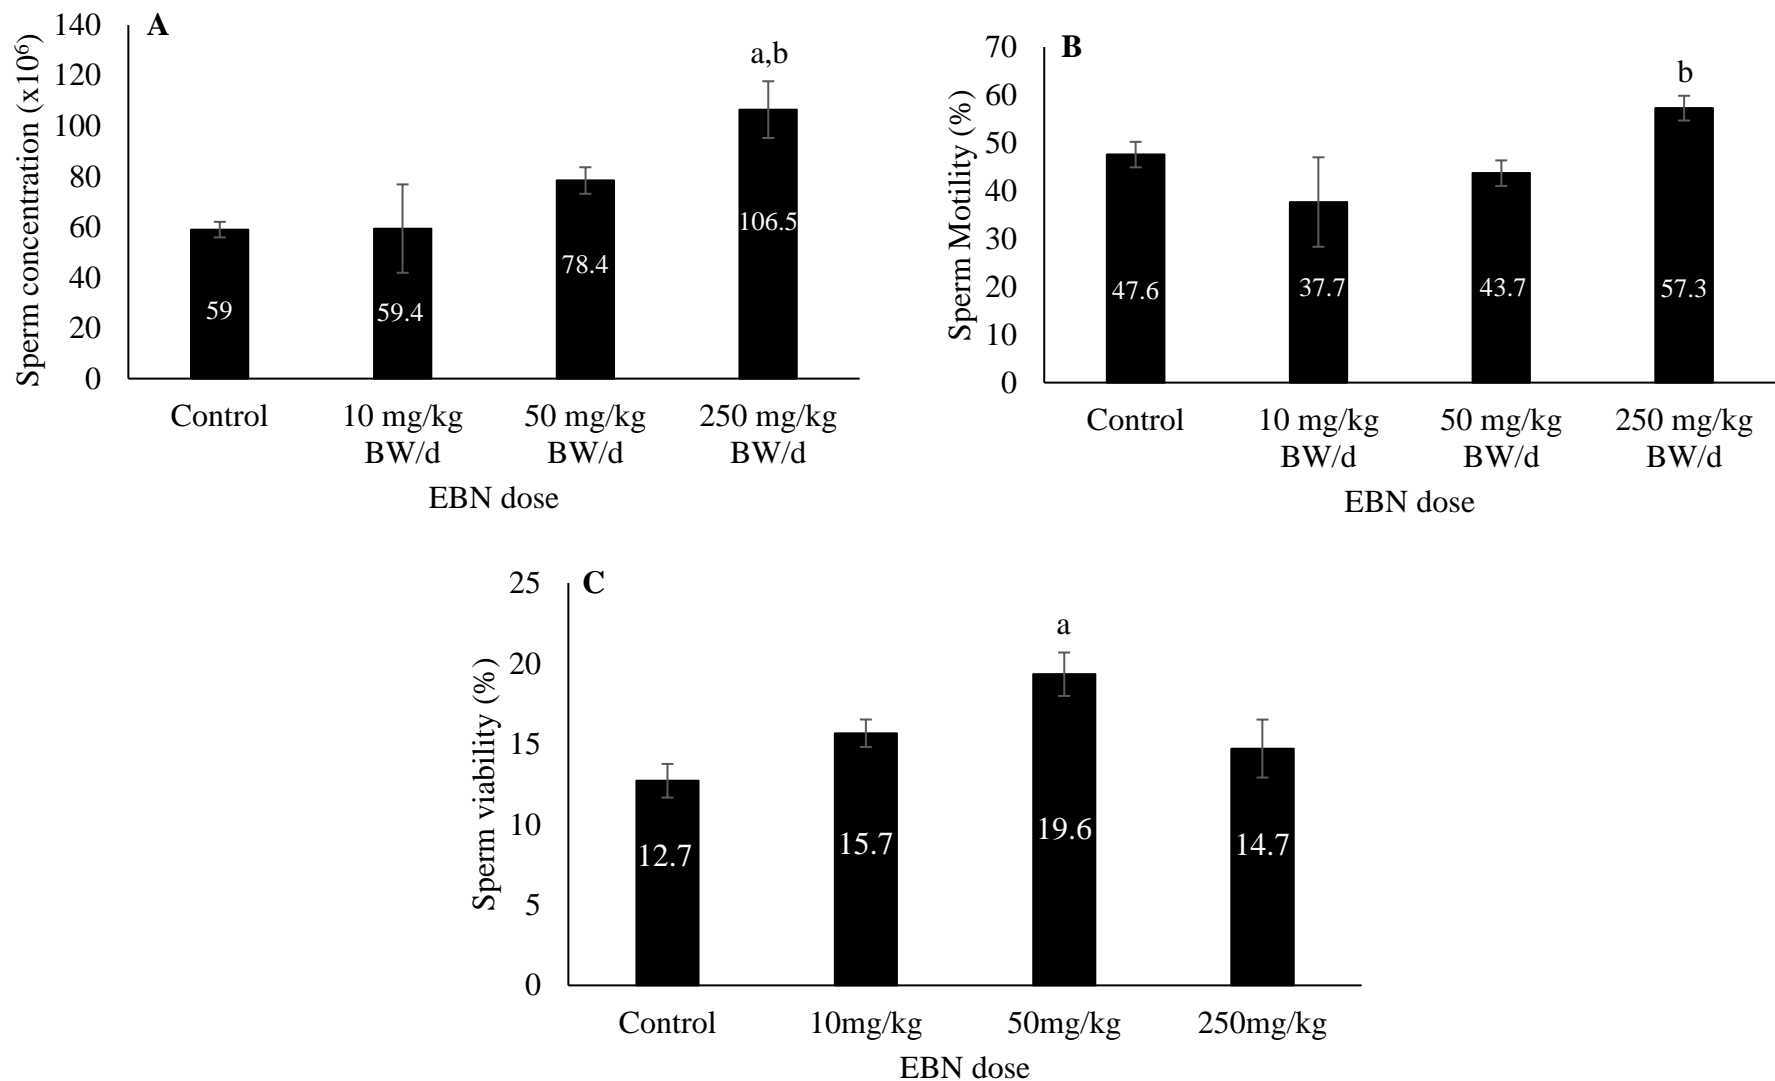 A
Sperm concentration (x10⁶)
140
120
100
80
60
40
20
0
a,b
59
59.4
78.4
106.5
Control
10 mg/kg
BW/d
50 mg/kg
BW/d
250 mg/kg
BW/d
EBN dose
B
Sperm Motility (%)
70
60
50
40
30
20
10
0
b
47.6
37.7
43.7
57.3
Control
10 mg/kg
BW/d
50 mg/kg
BW/d
250 mg/kg
BW/d
EBN dose
C
Sperm viability (%)
25
20
15
10
5
0
a
12.7
15.7
19.6
14.7
Control
10mg/kg
50mg/kg
250mg/kg
EBN dose